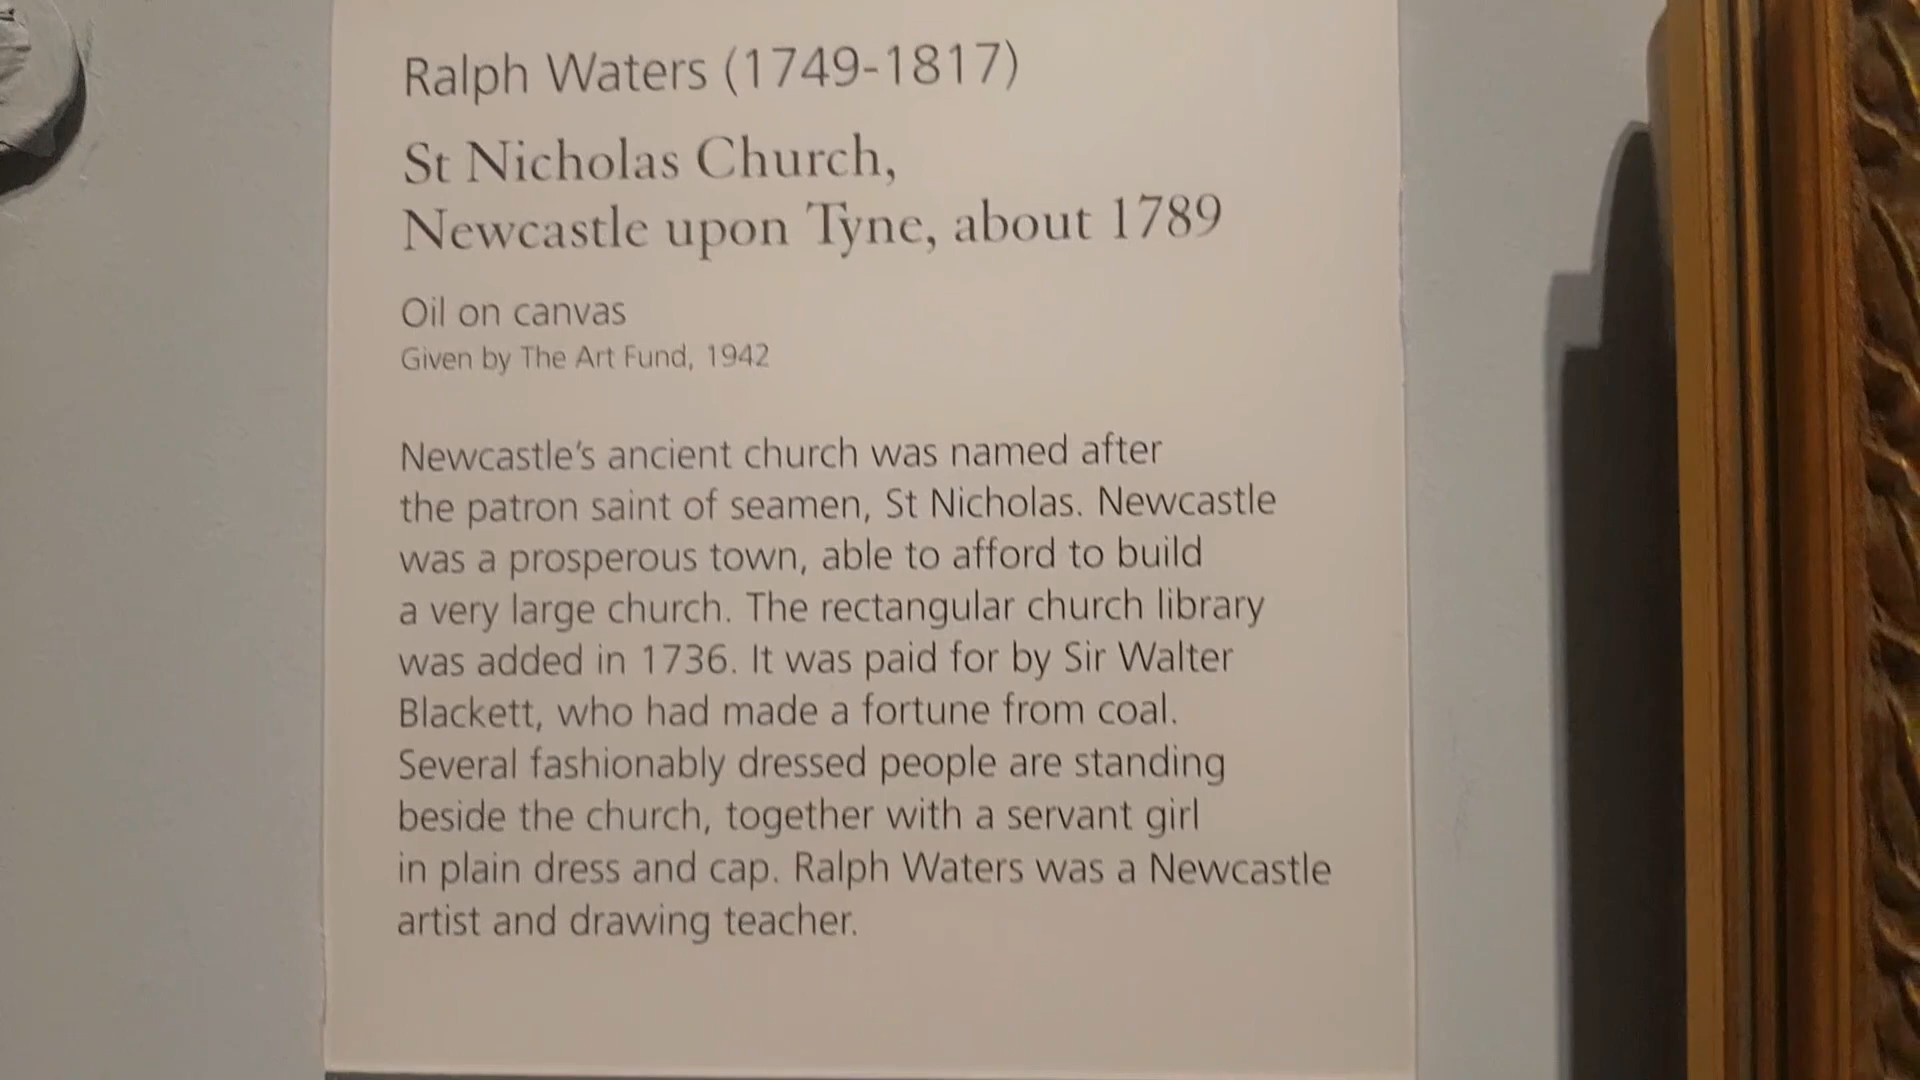 Ralph Waters (1749-1817)
St Nicholas Church,
Newcastle upon Tyne, about 1789
Oil on canvas
Given by The Art Fund, 1942
Newcastle's ancient church was named after
the patron saint of seamen, St Nicholas. Newcastle
was a prosperous town, able to afford to build
a very large church. The rectangular church library
was added in 1736. It was paid for by Sir Walter
Blackett, who had made a fortune from coal.
Several fashionably dressed people are standing
beside the church, together with a servant girl
in plain dress and cap. Ralph Waters was a Newcastle
artist and drawing teacher.